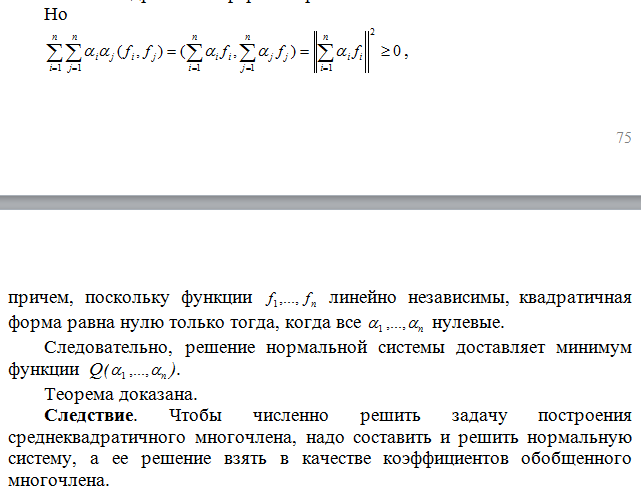 Но
$\sum_{i=1}^{n}\sum_{j=1}^{n}\alpha_i\alpha_j(f_i,f_j)=(\sum_{i=1}^{n}\alpha_i f_i,\sum_{j=1}^{n}\alpha_j f_j)=\left\|\sum_{i=1}^{n}\alpha_i f_i\right\|^2\geq 0$,
75
причем, поскольку функции $f_1,...,f_n$ линейно независимы, квадратичная
форма равна нулю только тогда, когда все $\alpha_1,...,\alpha_n$ нулевые.
Следовательно, решение нормальной системы доставляет минимум
функции $Q(\alpha_1,...,\alpha_n)$.
Теорема доказана.
Следствие. Чтобы численно решить задачу построения
среднеквадратичного многочлена, надо составить и решить нормальную
систему, а ее решение взять в качестве коэффициентов обобщенного
многочлена.